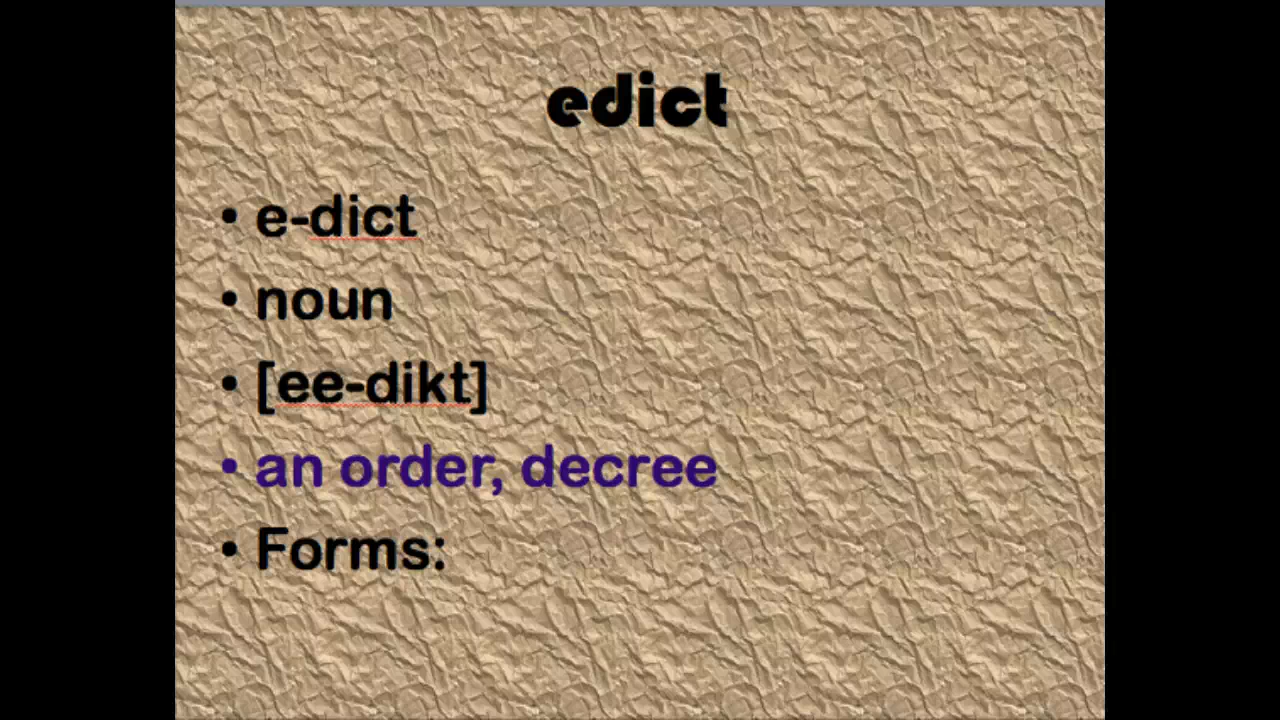 edict
• e-dict
• noun
• [ee-dikt]
• an order, decree
• Forms: